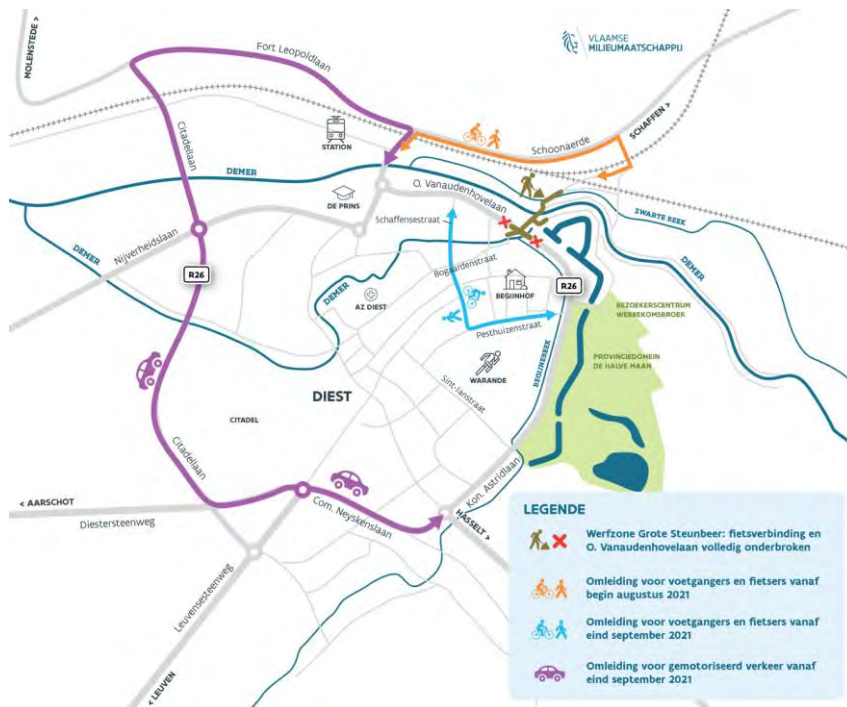 VLAAMSE
MILIEUMAATSCHAPPIJ
MOLENSTEDE >
Fort Leopoldlaan
SCHAFFEN >
Schoonaerde
STATION
Citadellaan
DEMER
O. Vanaudenhovelaan
DE PRINS
Schaffensestraat
ZWARTE BEEK
Nijverheidslaan
DEMER
DEMER
R26
Bogaardenstraat
DEMER
BEGIJNHOF
R26
AZ DIEST
BEZOEKERSCENTRUM
WEBBEKOMSBROEK
Pesthuizenstraat
BEGIJNEBEEK
PROVINCIEDOMEIN
DE HALVE MAAN
WARANDE
Sint-Janstraat
DIEST
CITADEL
Citadellaan
Kon. Astridlaan
< AARSCHOT
Diestersteenweg
Com. Neyskenslaan
HASSELT >
Leuvensesteenweg
< LEUVEN
LEGENDE
Werfzone Grote Steunbeer: fietsverbinding en
O. Vanaudenhovelaan volledig onderbroken
Omleiding voor voetgangers en fietsers vanaf
begin augustus 2021
Omleiding voor voetgangers en fietsers vanaf
eind september 2021
Omleiding voor gemotoriseerd verkeer vanaf
eind september 2021